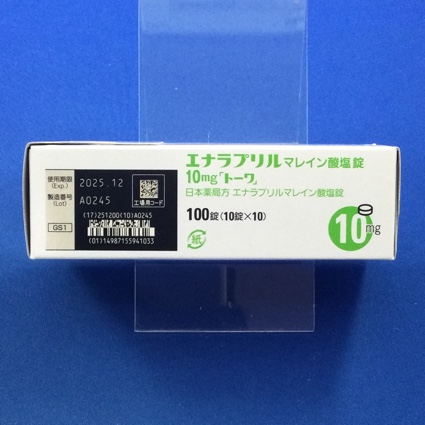 使用期限
(Exp.)
2025.12
製造番号
(Lot)
A0245
工場用コード
GS1
(17)251200(10)A0245
(01)14987155941033
エナラプリルマレイン酸塩錠
10mg「トーワ」
日本薬局方 エナラプリルマレイン酸塩錠
100錠(10錠×10)
紙
10mg